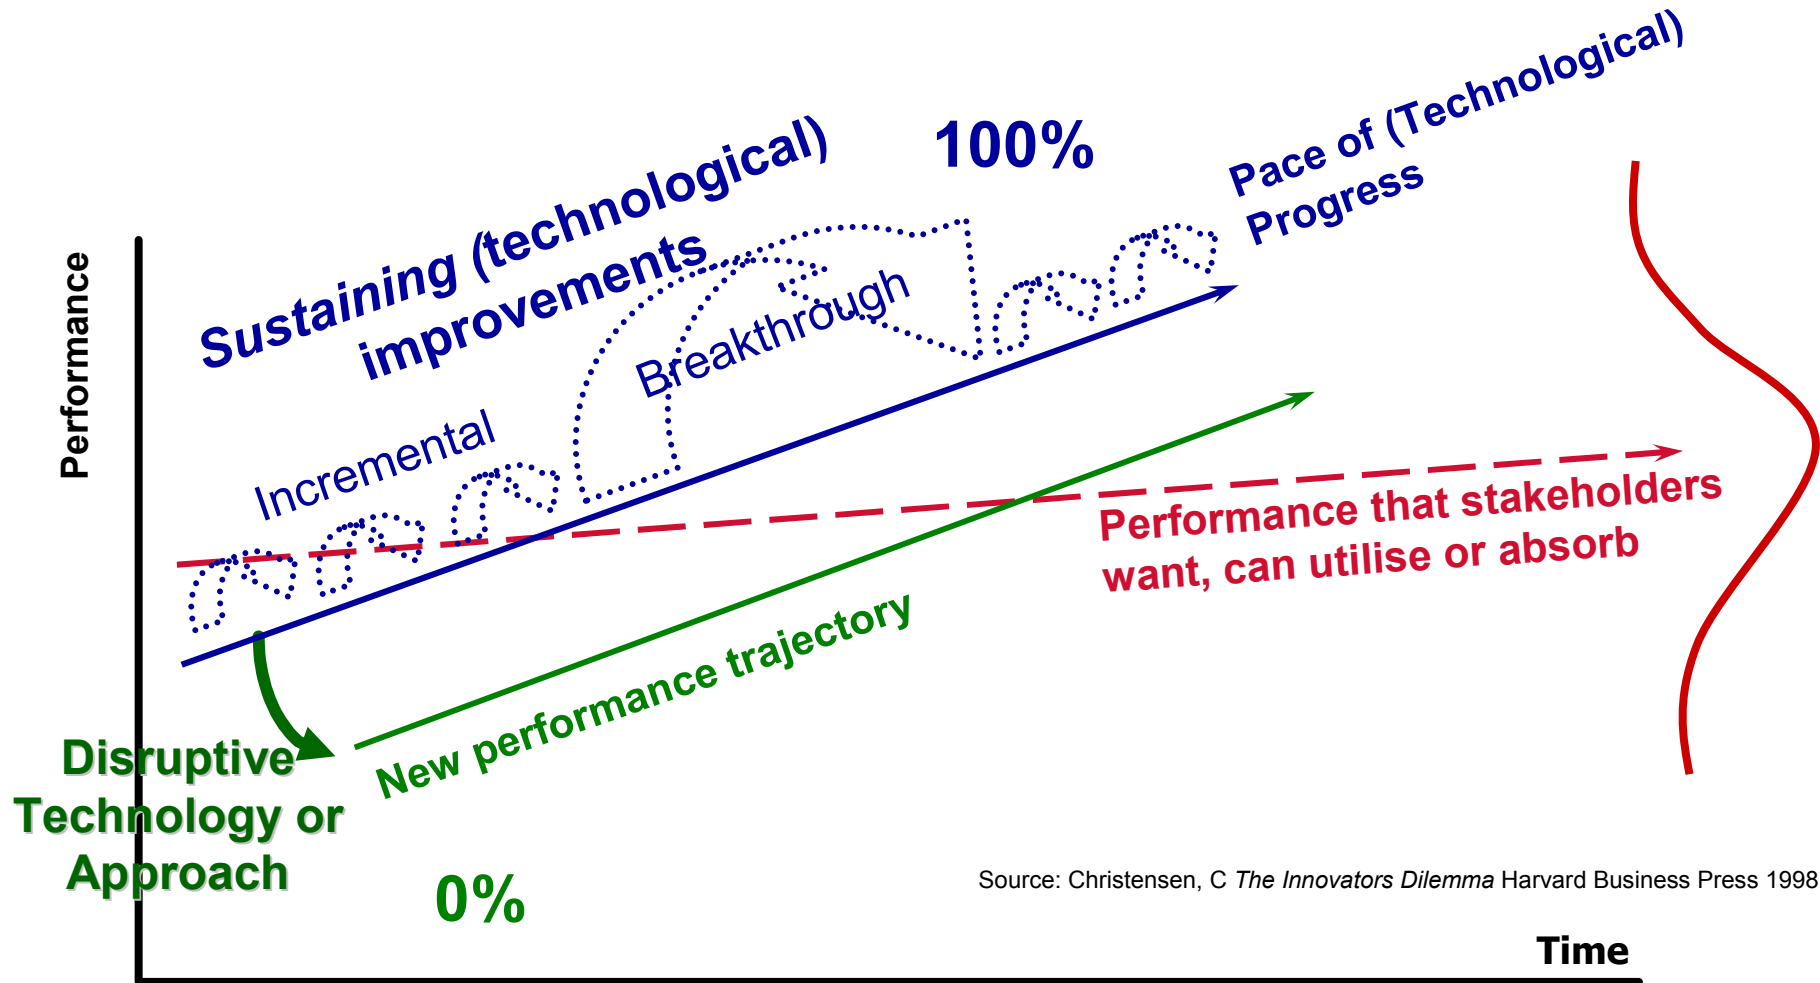 Sustaining (technological)
improvements
100%
Pace of (Technological)
Progress
Performance
Incremental
Breakthrough
Performance that stakeholders
want, can utilise or absorb
New performance trajectory
Disruptive
Technology or
Approach
0%
Source: Christensen, C The Innovators Dilemma Harvard Business Press 1998
Time